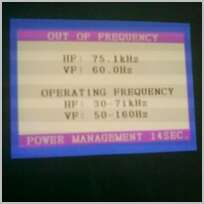 OUT OF FREQUENCY
HF: 75.1kHz
VF: 60.0Hz
OPERATING FREQUENCY
HF: 30-71kHz
VF: 50-160Hz
POWER MANAGEMENT 14SEC.